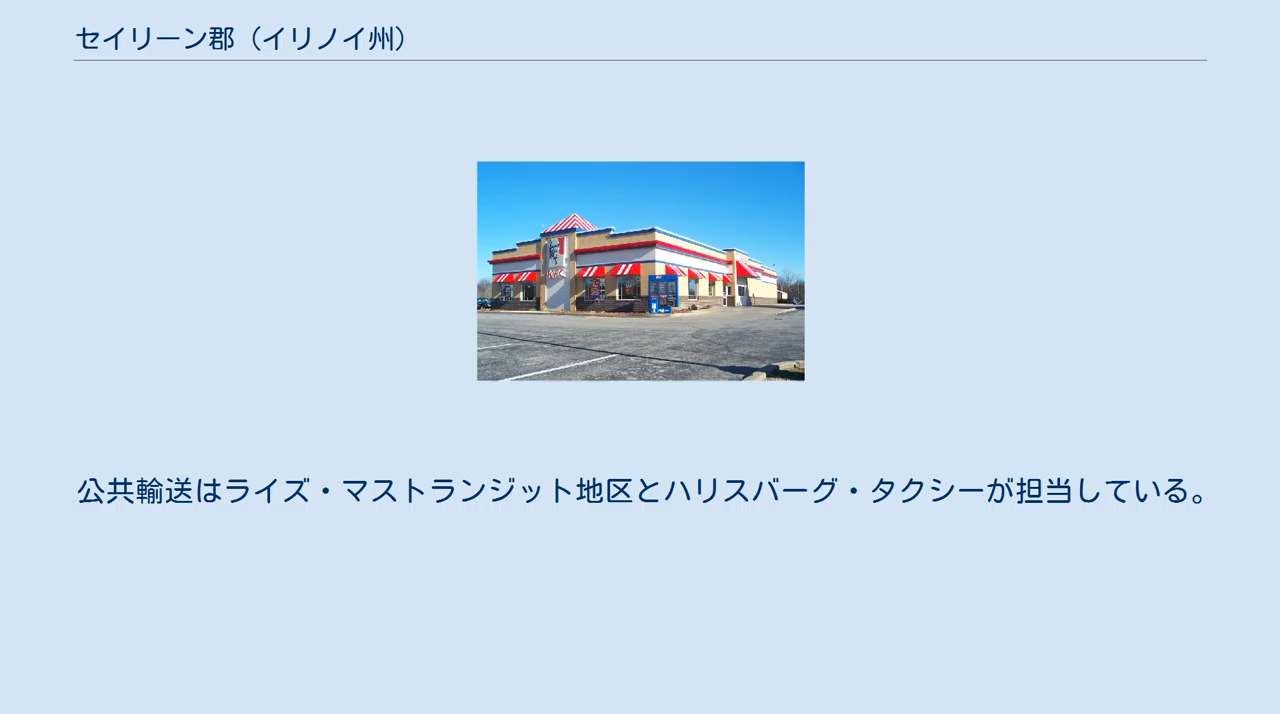 セイリーン郡（イリノイ州）
公共輸送はライズ・マストランジット地区とハリスバーグ・タクシーが担当している。